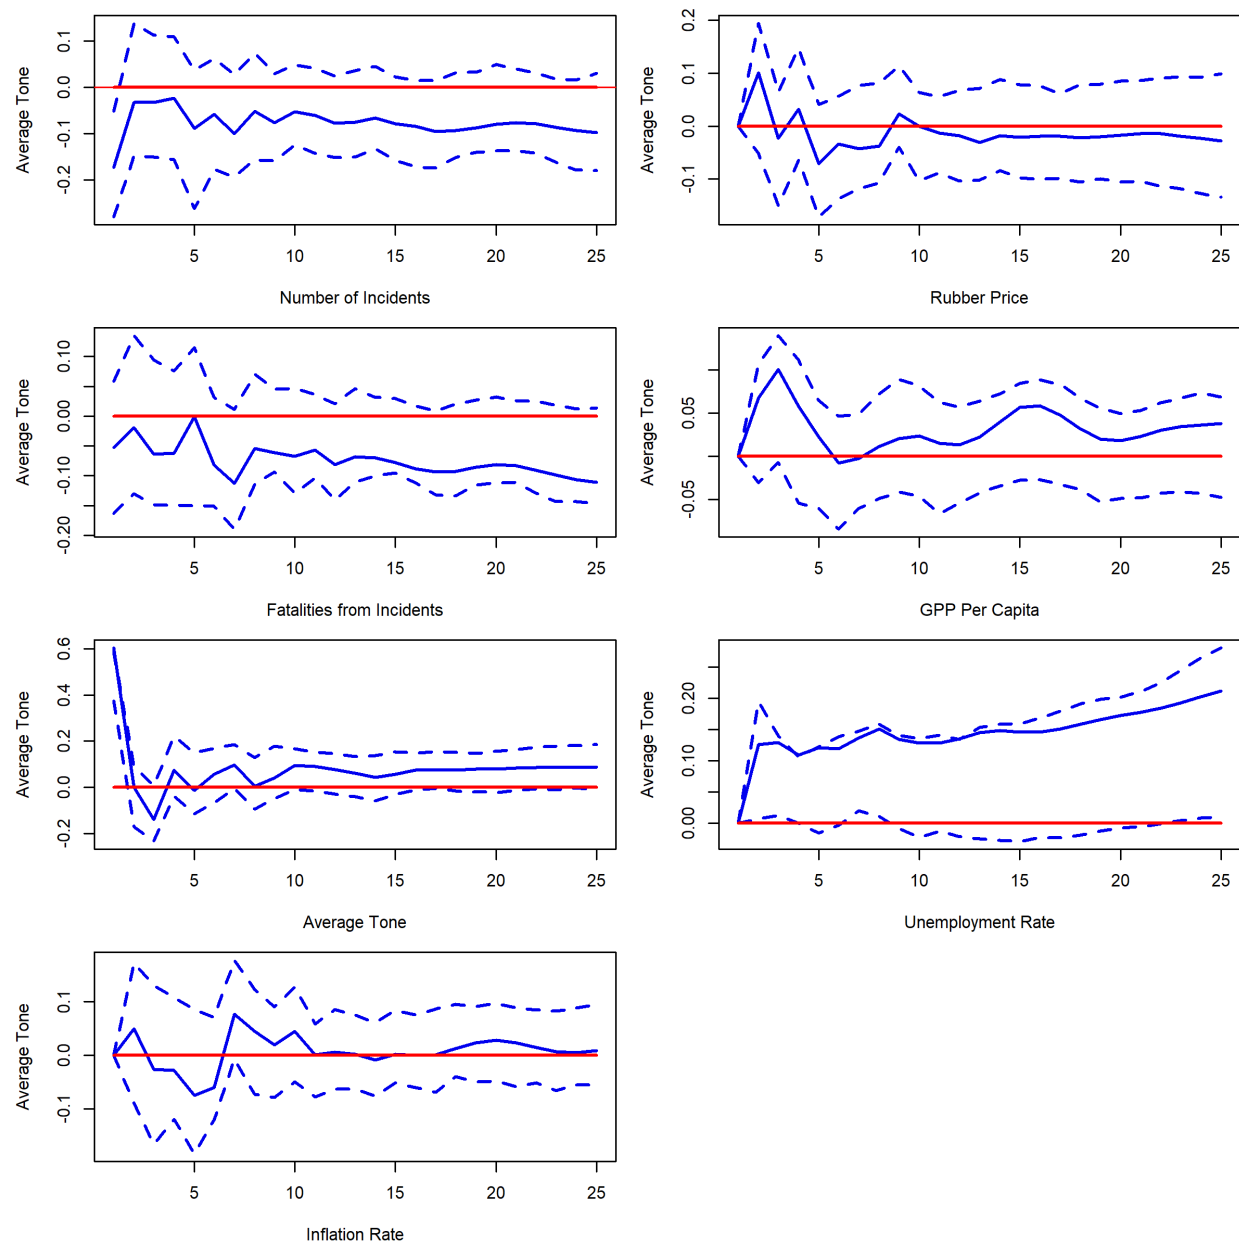 Average Tone
0.1
0.0
-0.1
-0.2
5 10 15 20 25
Number of Incidents
Average Tone
0.2
0.1
0.0
-0.1
5 10 15 20 25
Rubber Price
Average Tone
0.10
0.00
-0.10
-0.20
5 10 15 20 25
Fatalities from Incidents
Average Tone
0.05
-0.05
5 10 15 20 25
GPP Per Capita
Average Tone
0.6
0.4
0.2
0.0
-0.2
5 10 15 20 25
Average Tone
Average Tone
0.20
0.10
0.00
5 10 15 20 25
Unemployment Rate
Average Tone
0.1
0.0
-0.1
5 10 15 20 25
Inflation Rate